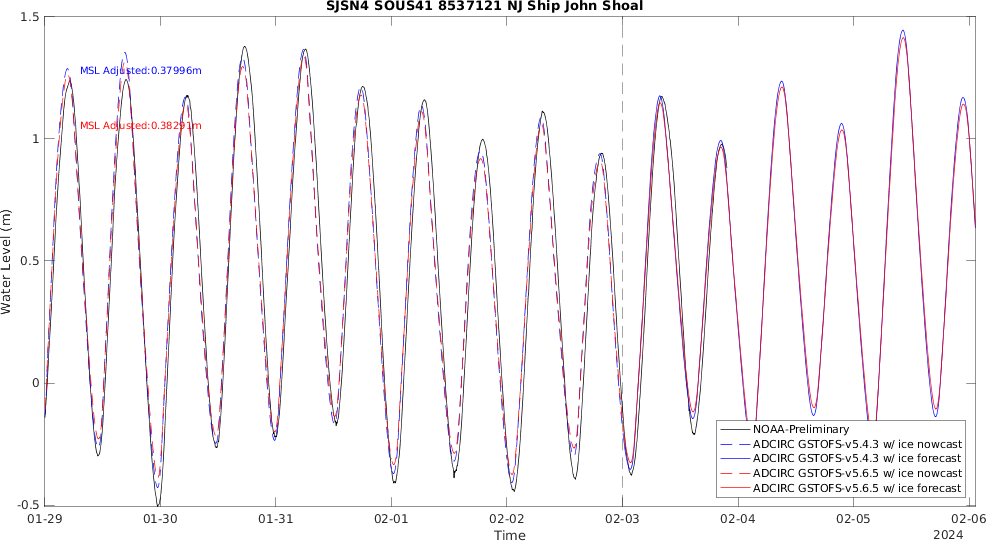 SJSN4 SOUS41 8537121 NJ Ship John Shoal
1.5
1
0.5
0
-0.5
Water Level (m)
MSL Adjusted:0.37996m
MSL Adjusted:0.38291m
NOAA-Preliminary
ADCIRC GSTOFS-v5.4.3 w/ ice nowcast
ADCIRC GSTOFS-v5.4.3 w/ ice forecast
ADCIRC GSTOFS-v5.6.5 w/ ice nowcast
ADCIRC GSTOFS-v5.6.5 w/ ice forecast
01-29 01-30 01-31 02-01 02-02 02-03 02-04 02-05 02-06
Time
2024